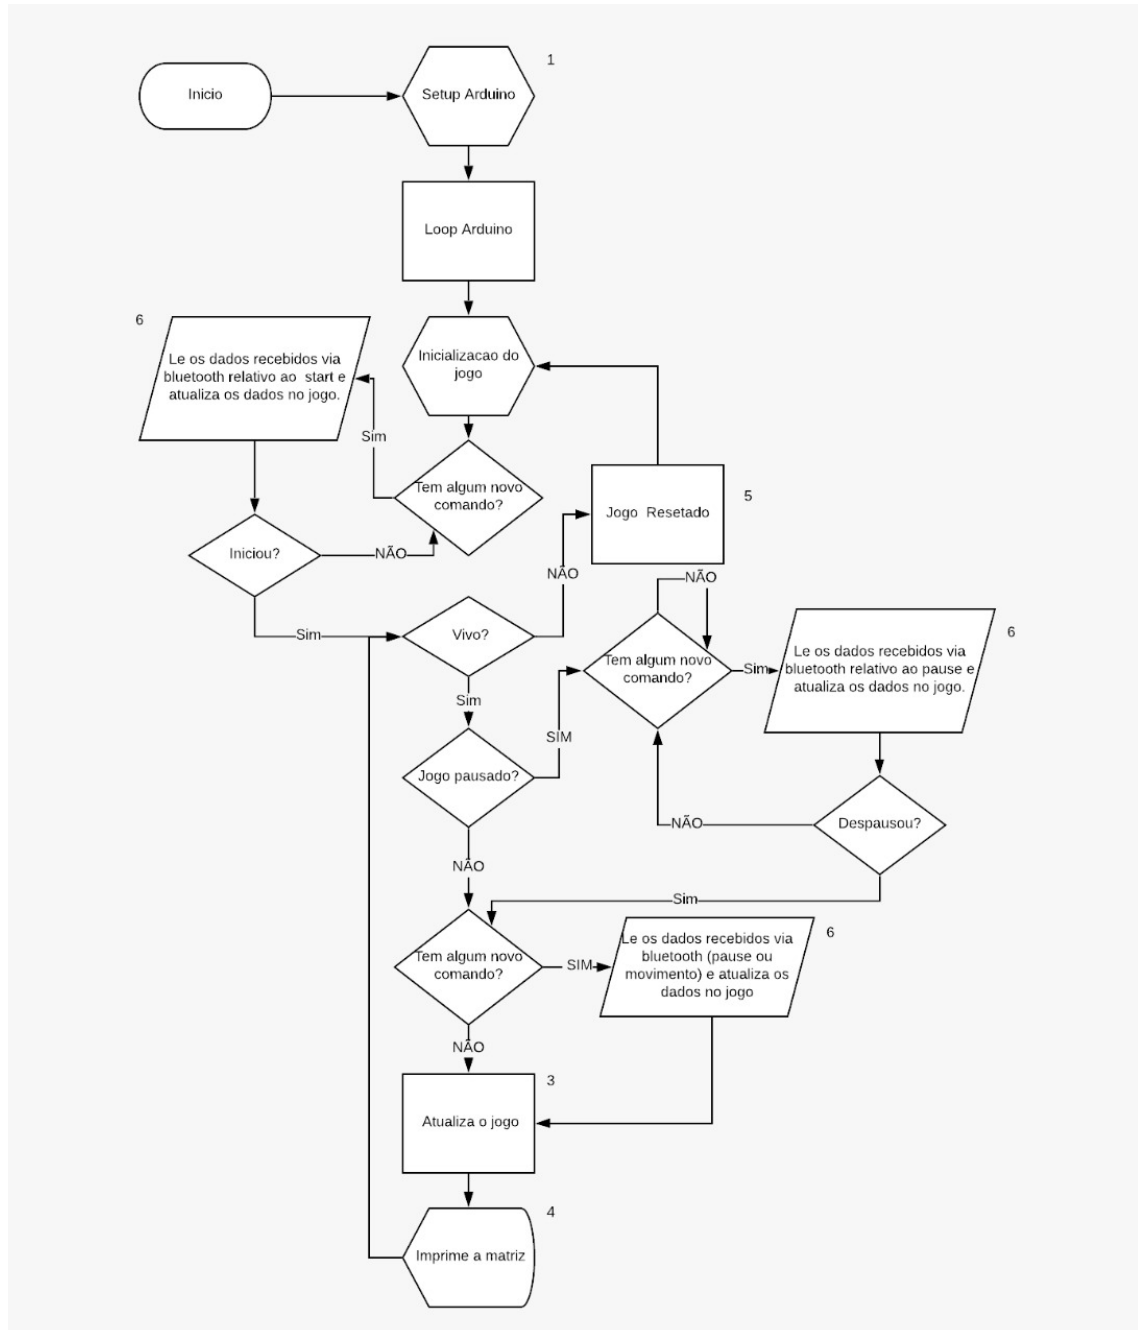 1
Inicio
Setup Arduino
Loop Arduino
6
Le os dados recebidos via
bluetooth relativo ao start e
atualiza os dados no jogo.
Inicializacao do
jogo
Sim
Tem algum novo
comando?
Jogo Resetado
5
Iniciou?
NÃO
NÃO
NÃO
Sim
Vivo?
6
Tem algum novo
comando?
Sim
Le os dados recebidos via
bluetooth relativo ao pause e
atualiza os dados no jogo.
Sim
SIM
Jogo pausado?
NÃO
Despausou?
NÃO
Sim
Tem algum novo
comando?
SIM
Le os dados recebidos via
bluetooth (pause ou
movimento) e atualiza os
dados no jogo
6
NÃO
3
Atualiza o jogo
4
Imprime a matriz